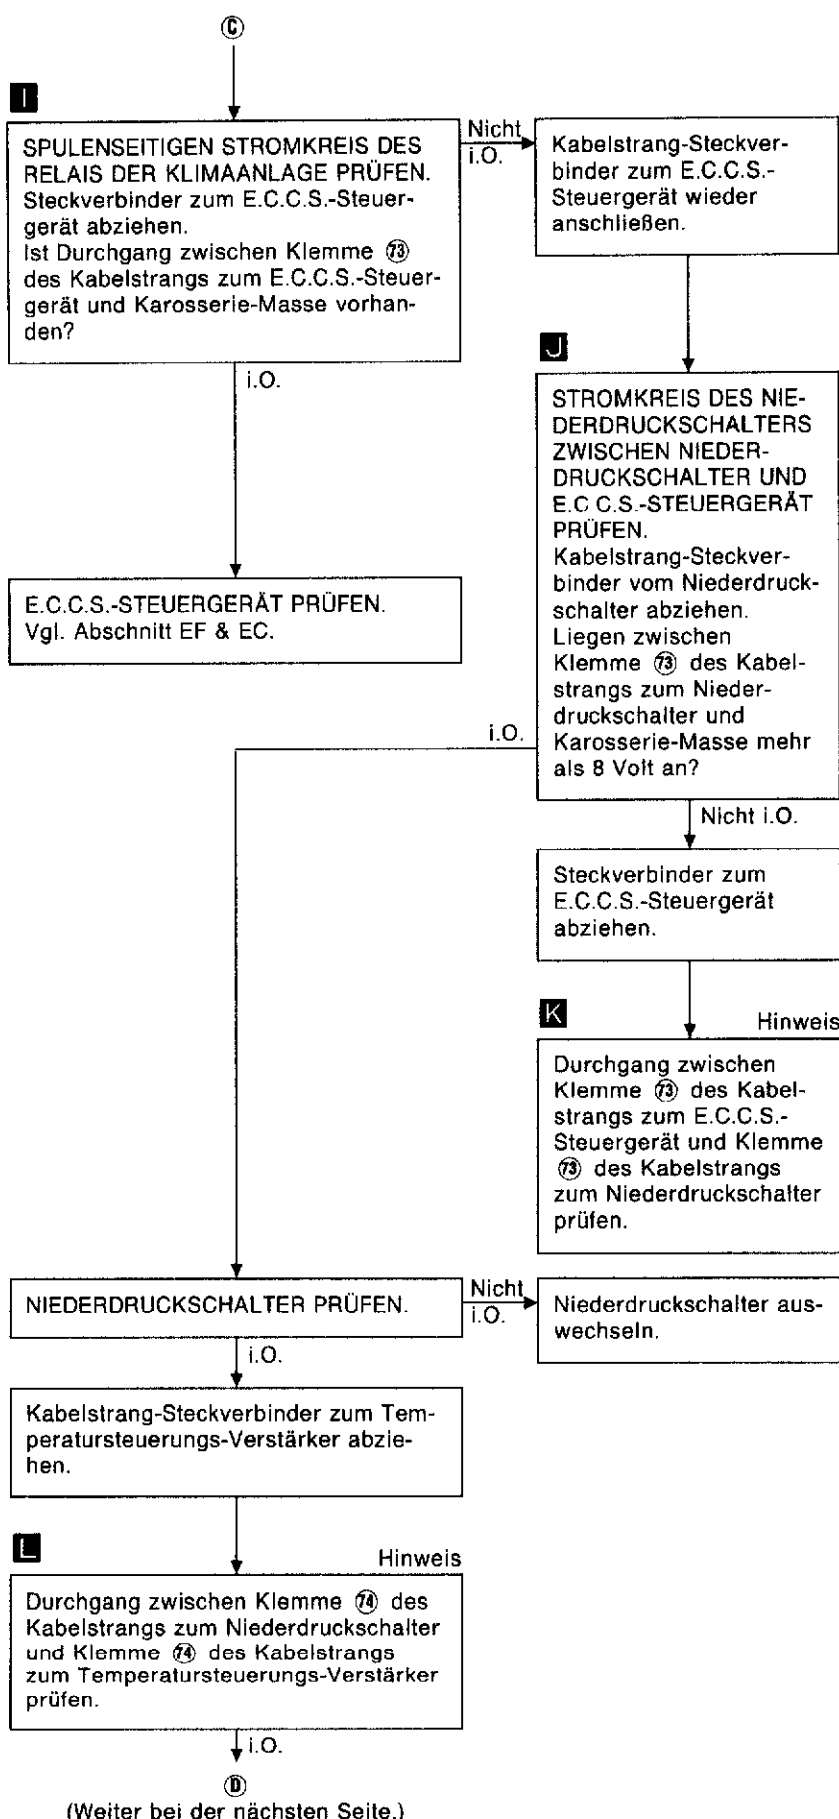 C
I
SPULENSEITIGEN STROMKREIS DES
RELAIS DER KLIMAANLAGE PRÜFEN.
Steckverbinder zum E.C.C.S.-Steuer-
gerät abziehen.
Ist Durchgang zwischen Klemme 73
des Kabelstrangs zum E.C.C.S.-Steuer-
gerät und Karosserie-Masse vorhan-
den?
Nicht
i.O.
Kabelstrang-Steckver-
binder zum E.C.C.S.-
Steuergerät wieder
anschließen.
i.O.
E.C.C.S.-STEUERGERÄT PRÜFEN.
Vgl. Abschnitt EF & EC.
J
STROMKREIS DES NIE-
DERDRUCKSCHALTERS
ZWISCHEN NIEDER-
DRUCKSCHALTER UND
E.C C.S.-STEUERGERÄT
PRÜFEN.
Kabelstrang-Steckver-
binder vom Niederdruck-
schalter abziehen.
Liegen zwischen
Klemme 73 des Kabel-
strangs zum Nieder-
druckschalter und
Karosserie-Masse mehr
als 8 Volt an?
i.O.
Nicht i.O.
Steckverbinder zum
E.C.C.S.-Steuergerät
abziehen.
K
Hinweis
Durchgang zwischen
Klemme 73 des Kabel-
strangs zum E.C.C.S.-
Steuergerät und Klemme
73 des Kabelstrangs
zum Niederdruckschalter
prüfen.
NIEDERDRUCKSCHALTER PRÜFEN.
Nicht
i.O.
Niederdruckschalter aus-
wechseln.
i.O.
Kabelstrang-Steckverbinder zum Tem-
peratursteuerungs-Verstärker abzie-
hen.
L
Hinweis
Durchgang zwischen Klemme 74 des
Kabelstrangs zum Niederdruckschalter
und Klemme 74 des Kabelstrangs
zum Temperatursteuerungs-Verstärker
prüfen.
i.O.
D
(Weiter bei der nächsten Seite.)